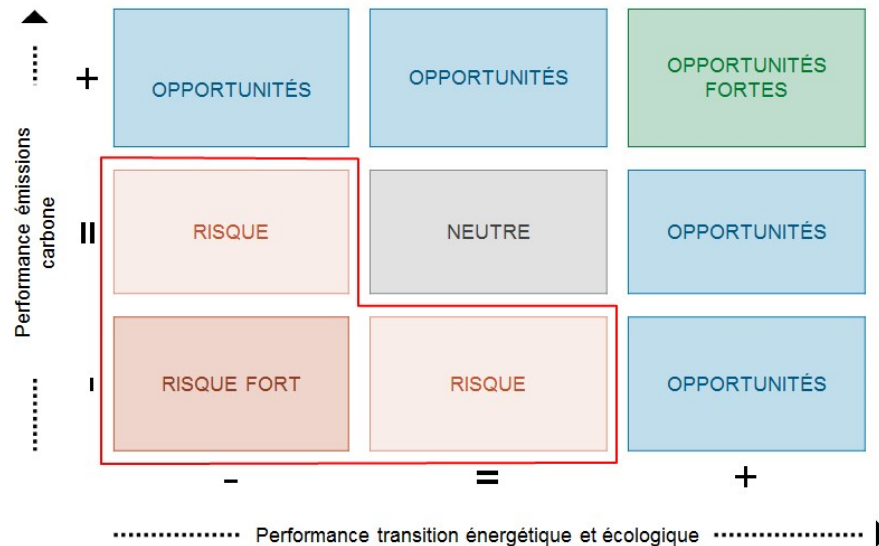 +
OPPORTUNITÉS
OPPORTUNITÉS
OPPORTUNITÉS
FORTES
Performance émissions
carbone
=
RISQUE
NEUTRE
OPPORTUNITÉS
-
RISQUE FORT
RISQUE
OPPORTUNITÉS
-
=
+
Performance transition énergétique et écologique